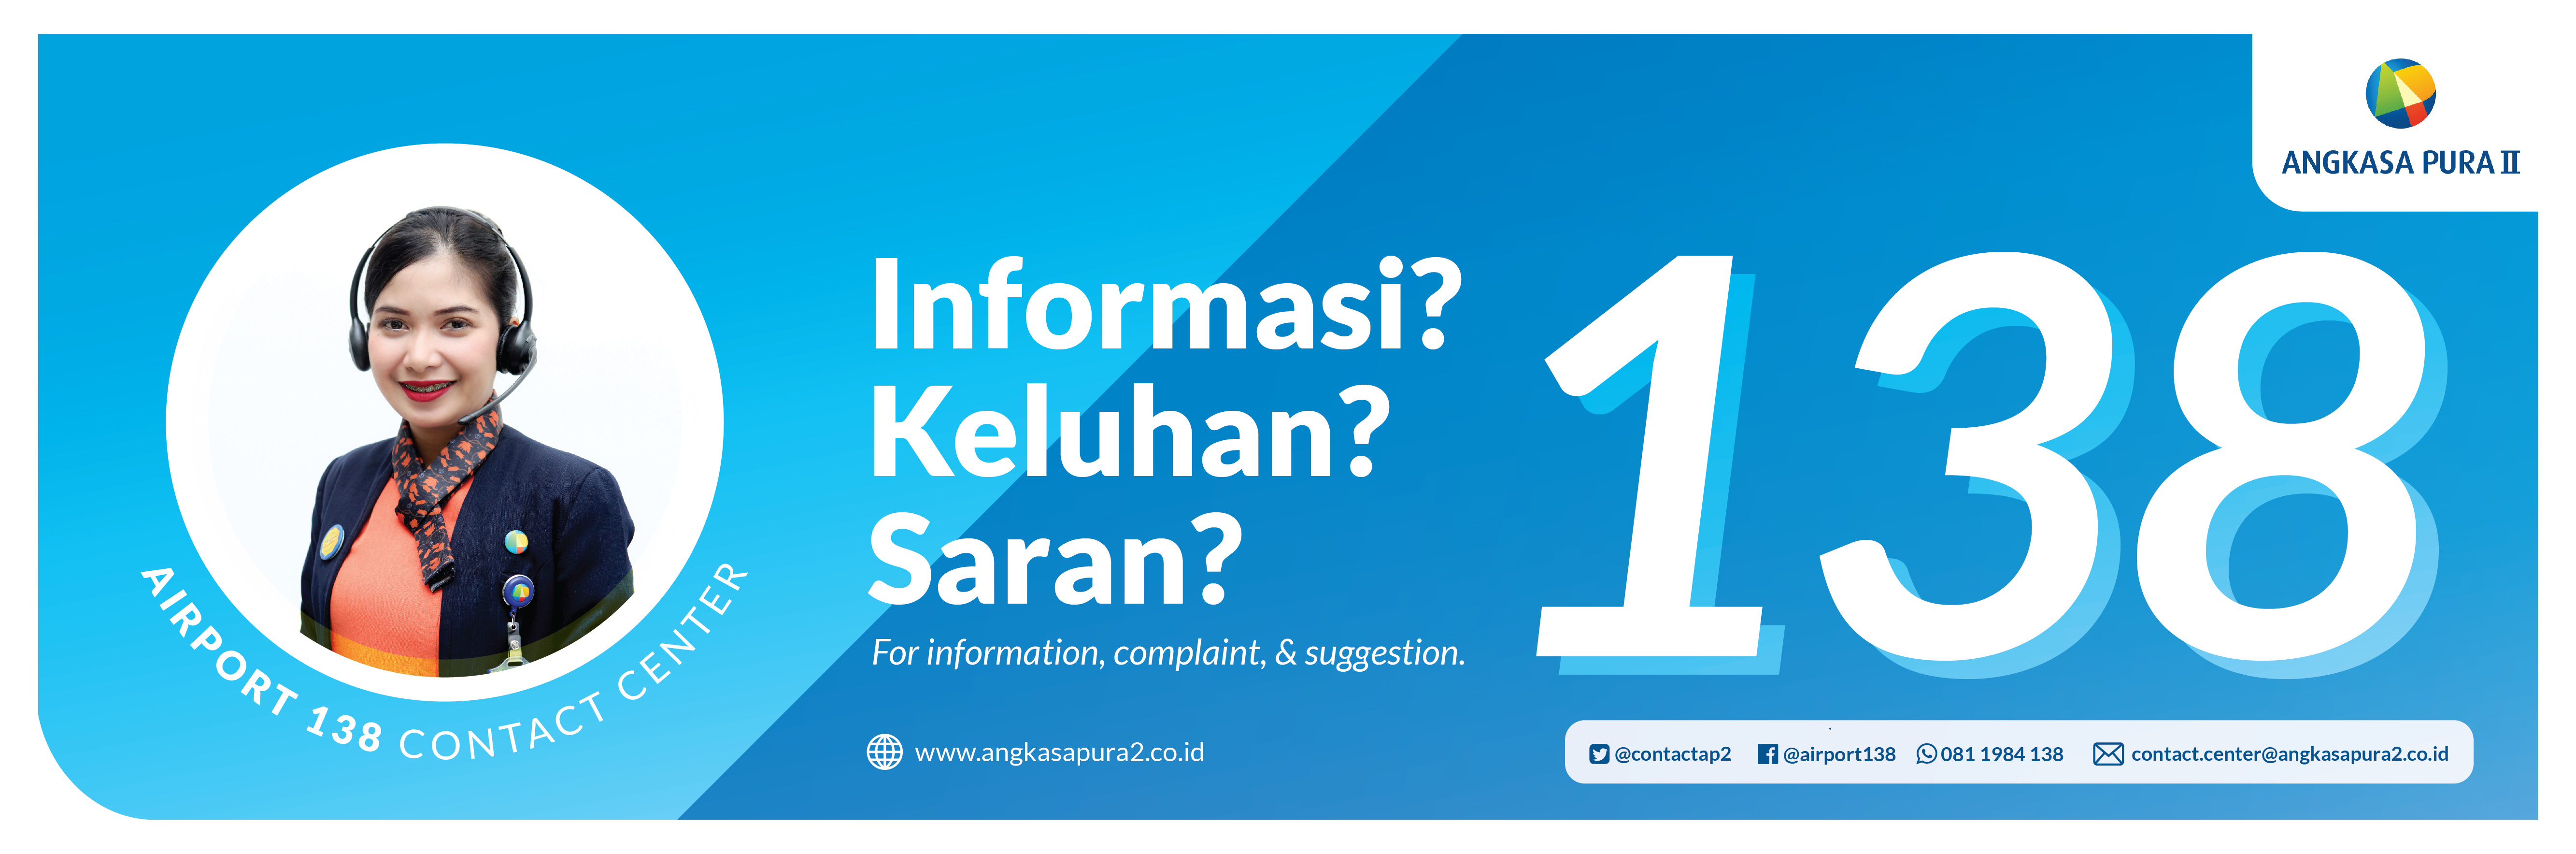 ANGKASA PURA II
Informasi?
Keluhan?
Saran?
For information, complaint, & suggestion.
138
AIRPORT 138 CONTACT CENTER
www.angkasapura2.co.id
@contactap2 @airport138 081 1984 138 contact.center@angkasapura2.co.id